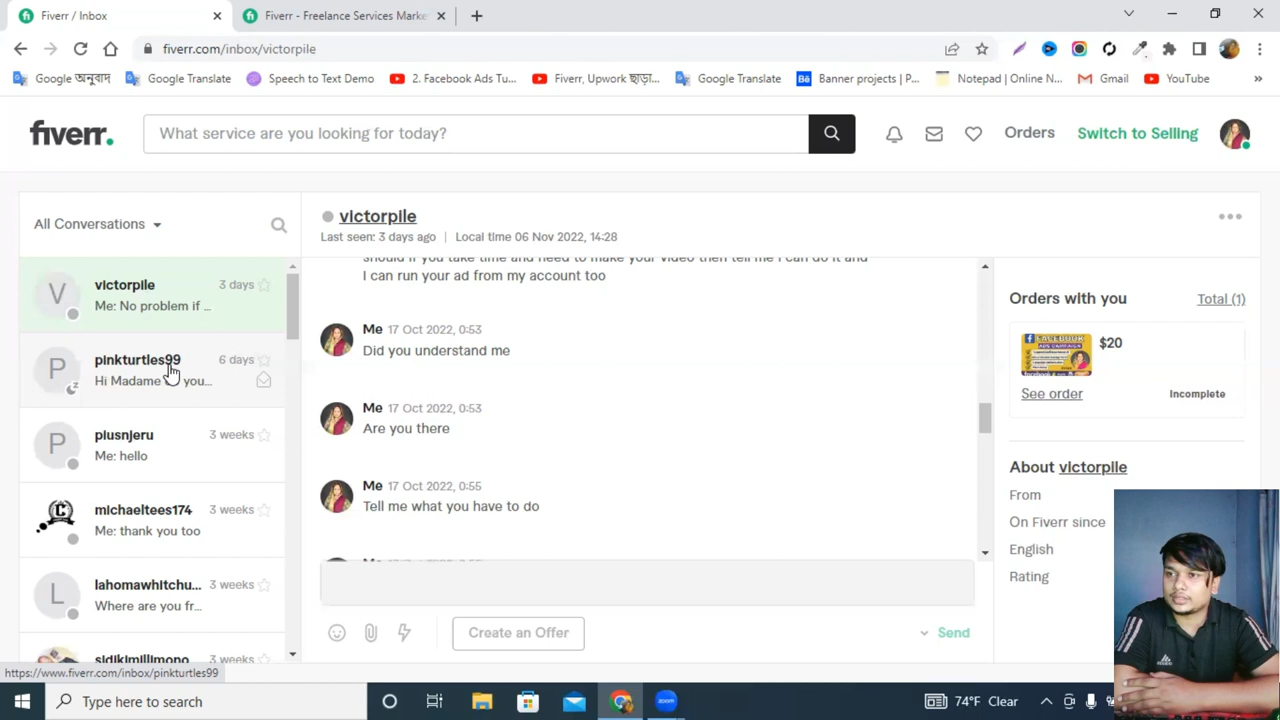 Fiverr / Inbox
Fiverr - Freelance Services Marke
fiverr.com/inbox/victorpile
Google অনুবাদ
Google Translate
Speech to Text Demo
2. Facebook Ads Tu...
Fiverr, Upwork ছাড়া...
Google Translate
Banner projects | P...
Notepad | Online N...
Gmail
YouTube
fiverr.
What service are you looking for today?
Orders
Switch to Selling
All Conversations
victorpile
Last seen: 3 days ago
Local time 06 Nov 2022, 14:28
victorpile 3 days
Me: No problem if ...
pinkturtles99 6 days
Hi Madame you...
plusnjeru 3 weeks
Me: hello
michaeltees174 3 weeks
Me: thank you too
lahomawhitchu... 3 weeks
Where are you fr...
sidikimillimono 3 weeks
should if you take time and need to make your video then tell me I can do it and
I can run your ad from my account too
Me 17 Oct 2022, 0:53
Did you understand me
Me 17 Oct 2022, 0:53
Are you there
Me 17 Oct 2022, 0:55
Tell me what you have to do
Create an Offer
Send
Orders with you
Total (1)
FACEBOOK
$20
See order
Incomplete
About victorpile
From
On Fiverr since
English
Rating
https://www.fiverr.com/inbox/pinkturtles99
Type here to search
zoom
74°F Clear